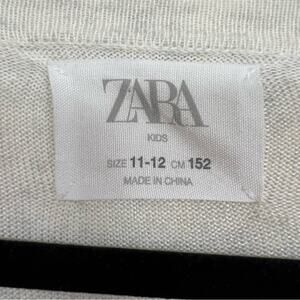 ZARA
KIDS
SIZE 11-12 CM 152
MADE IN CHINA